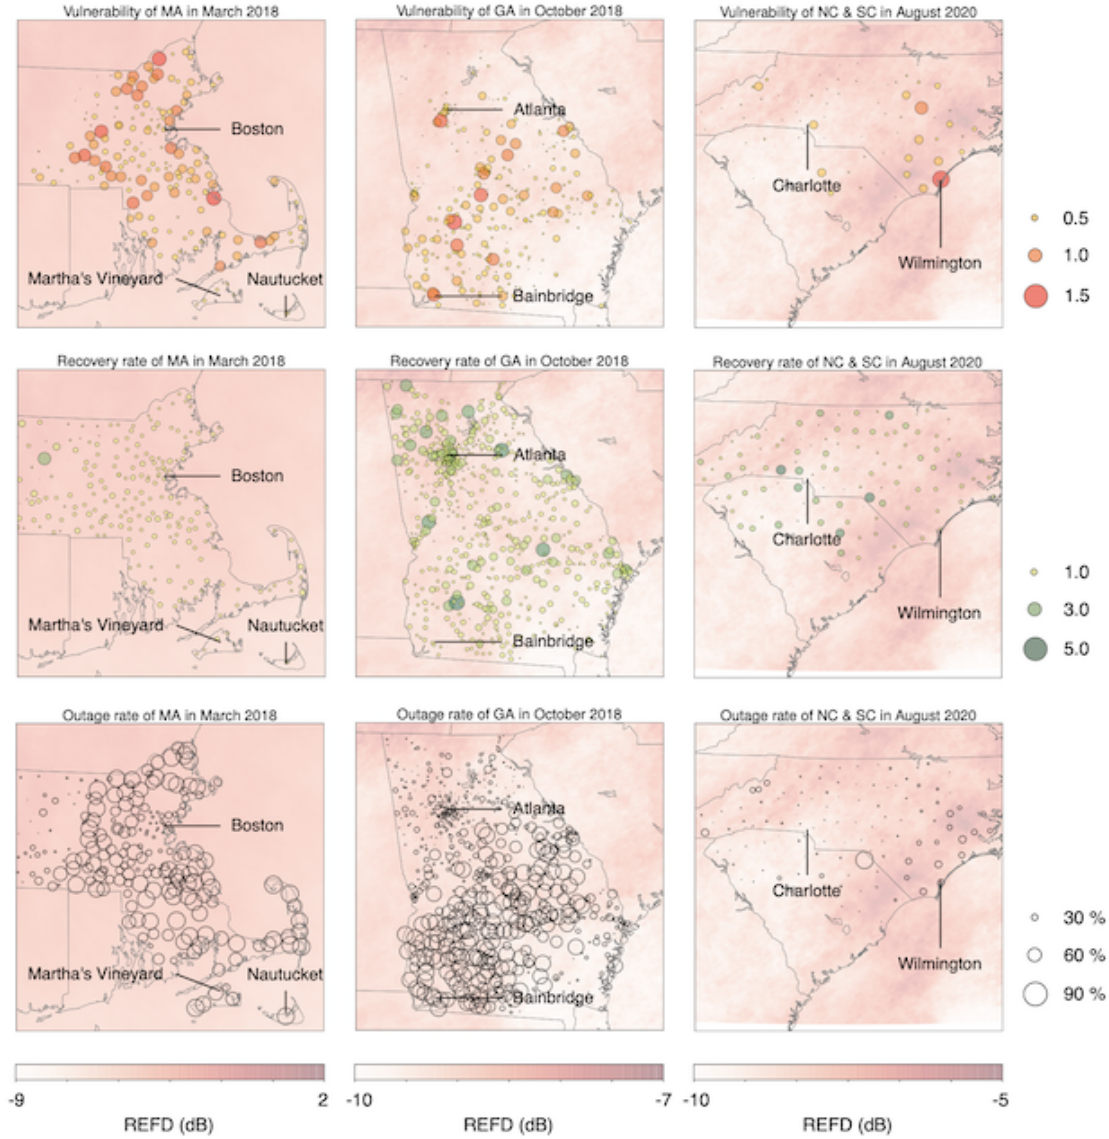 Vulnerability of MA in March 2018
Vulnerability of GA in October 2018
Vulnerability of NC & SC in August 2020
Boston
Martha's Vineyard
Nautucket
Atlanta
Bainbridge
Charlotte
Wilmington
0.5
1.0
1.5
Recovery rate of MA in March 2018
Recovery rate of GA in October 2018
Recovery rate of NC & SC in August 2020
Boston
Martha's Vineyard
Nautucket
Atlanta
Bainbridge
Charlotte
Wilmington
1.0
3.0
5.0
Outage rate of MA in March 2018
Outage rate of GA in October 2018
Outage rate of NC & SC in August 2020
Boston
Martha's Vineyard
Nautucket
Atlanta
Bainbridge
Charlotte
Wilmington
30 %
60 %
90 %
-9 2
REFD (dB)
-10 -7
REFD (dB)
-10 -5
REFD (dB)